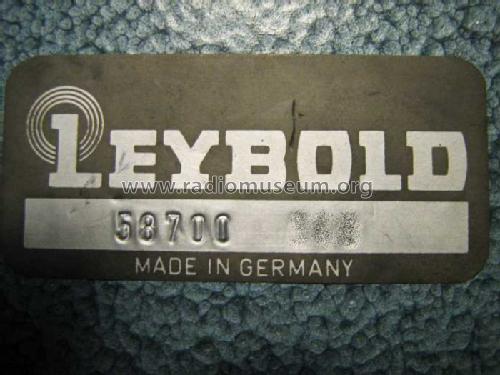 LEYBOLD
www.radiomuseum.org
58700
MADE IN GERMANY